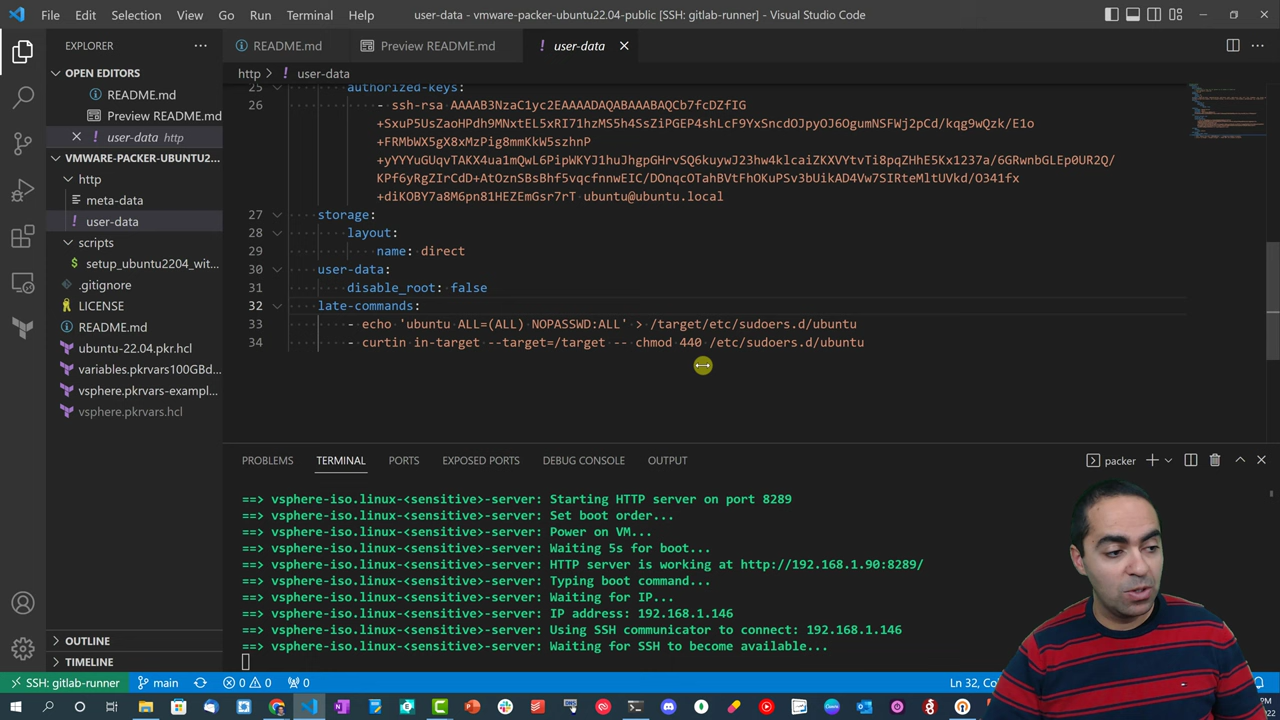 File Edit Selection View Go Run Terminal Help user-data - vmware-packer-ubuntu22.04-public [SSH: gitlab-runner] - Visual Studio Code
EXPLORER
README.md Preview README.md user-data
OPEN EDITORS
README.md
Preview README.md
user-data http
VMWARE-PACKER-UBUNTU2...
http
meta-data
user-data
scripts
setup_ubuntu2204_wit...
.gitignore
LICENSE
README.md
ubuntu-22.04.pkr.hcl
variables.pkrvars100GBd...
vsphere.pkrvars-exampl...
vsphere.pkrvars.hcl
OUTLINE
TIMELINE
http > user-data
25 authorized-keys:
26 - ssh-rsa AAAAB3NzaC1yc2EAAAADAQABAAABAQCb7fcDZfIG
+SxuP5UsZaoHPdh9MWxtEL5xRI71hzMS5h4SsZiPGEP4shLcF9YxSncdOJpyOJ6OgumNSFWj2pCd/kqg9wQzk/E1o
+FRMbWX5gX8xMzPig8mmKkW5szhnP
+yYYYuGUqvTAKX4ua1mQwL6PipWKYJ1huJhgpGHrvSQ6kuywJ23hw4klcaiZKXVYtvTi8pqZHhE5Kx1237a/6GRwnbGLEp0UR2Q/
KPf6yRgZIrCdD+AtOznSBsBhf5vqcfnnwEIC/DOnqcOTahBVtFhOKuPSv3bUikAD4Vw7SIRteMltUVkd/O341fx
+diKOBY7a8M6pn81HEZEmGsr7rT ubuntu@ubuntu.local
27 storage:
28 layout:
29 name: direct
30 user-data:
31 disable_root: false
32 late-commands:
33 - echo 'ubuntu ALL=(ALL) NOPASSWD:ALL' > /target/etc/sudoers.d/ubuntu
34 - curtin in-target --target=/target -- chmod 440 /etc/sudoers.d/ubuntu
PROBLEMS TERMINAL PORTS EXPOSED PORTS DEBUG CONSOLE OUTPUT packer
==> vsphere-iso.linux-<sensitive>-server: Starting HTTP server on port 8289
==> vsphere-iso.linux-<sensitive>-server: Set boot order...
==> vsphere-iso.linux-<sensitive>-server: Power on VM...
==> vsphere-iso.linux-<sensitive>-server: Waiting 5s for boot...
==> vsphere-iso.linux-<sensitive>-server: HTTP server is working at http://192.168.1.90:8289/
==> vsphere-iso.linux-<sensitive>-server: Typing boot command...
==> vsphere-iso.linux-<sensitive>-server: Waiting for IP...
==> vsphere-iso.linux-<sensitive>-server: IP address: 192.168.1.146
==> vsphere-iso.linux-<sensitive>-server: Using SSH communicator to connect: 192.168.1.146
==> vsphere-iso.linux-<sensitive>-server: Waiting for SSH to become available...
SSH: gitlab-runner main 0 0 0 Ln 32,